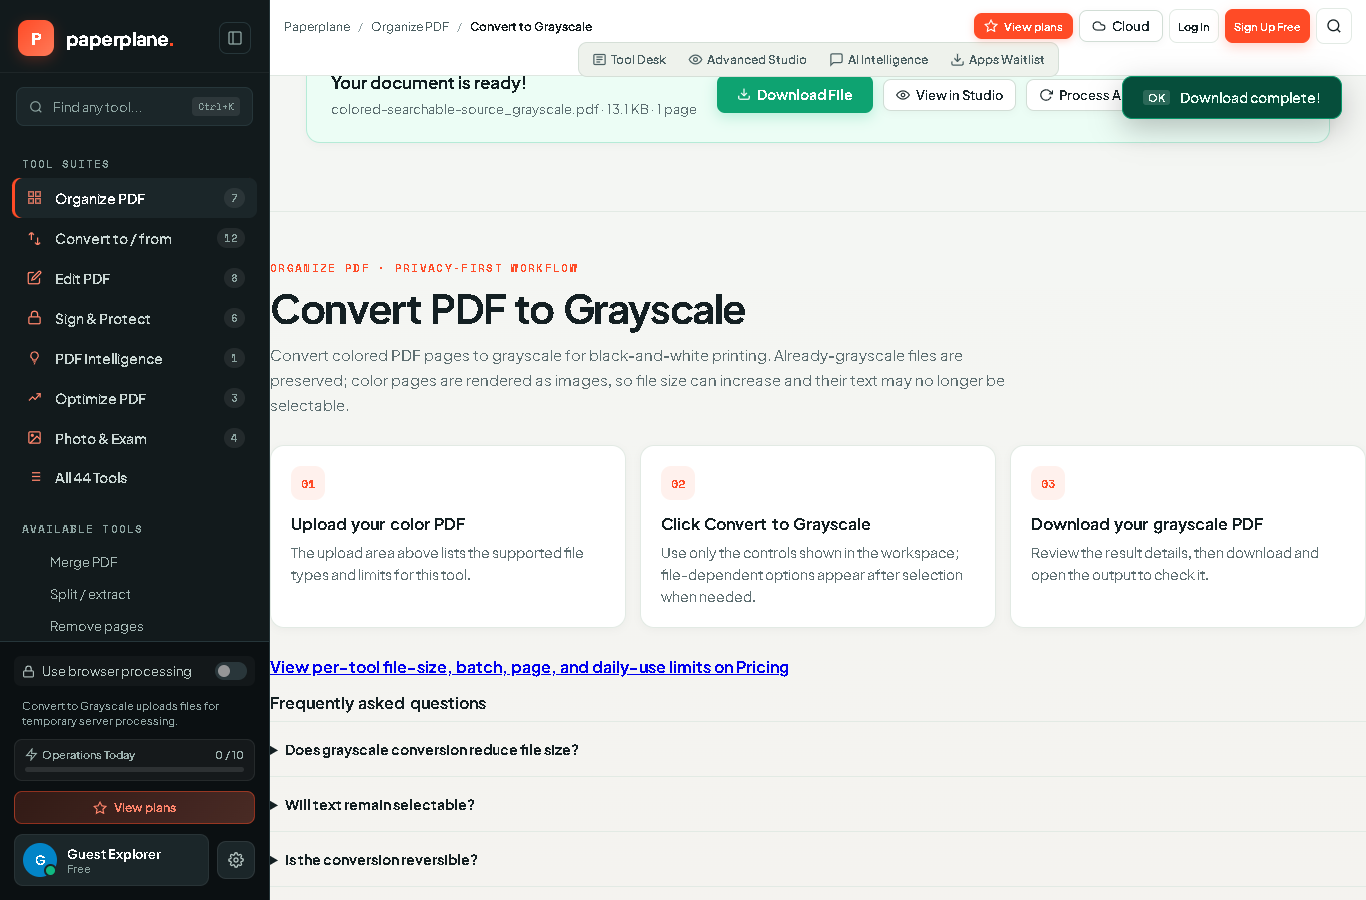 P paperplane.
Find any tool... Ctrl+K
TOOL SUITES
Organize PDF 7
Convert to / from 12
Edit PDF 8
Sign & Protect 6
PDF Intelligence 1
Optimize PDF 3
Photo & Exam 4
All 44 Tools
AVAILABLE TOOLS
Merge PDF
Split / extract
Remove pages
Use browser processing
Convert to Grayscale uploads files for
temporary server processing.
Operations Today 0 / 10
View plans
G Guest Explorer
Free
Paperplane / Organize PDF / Convert to Grayscale
View plans Cloud Log In Sign Up Free
Tool Desk Advanced Studio AI Intelligence Apps Waitlist
Your document is ready!
colored-searchable-source_grayscale.pdf · 13.1 KB · 1 page
Download File View in Studio Process A
OK Download complete!
ORGANIZE PDF · PRIVACY-FIRST WORKFLOW
Convert PDF to Grayscale
Convert colored PDF pages to grayscale for black-and-white printing. Already-grayscale files are
preserved; color pages are rendered as images, so file size can increase and their text may no longer be
selectable.
01
Upload your color PDF
The upload area above lists the supported file
types and limits for this tool.
02
Click Convert to Grayscale
Use only the controls shown in the workspace;
file-dependent options appear after selection
when needed.
03
Download your grayscale PDF
Review the result details, then download and
open the output to check it.
View per-tool file-size, batch, page, and daily-use limits on Pricing
Frequently asked questions
Does grayscale conversion reduce file size?
Will text remain selectable?
Is the conversion reversible?